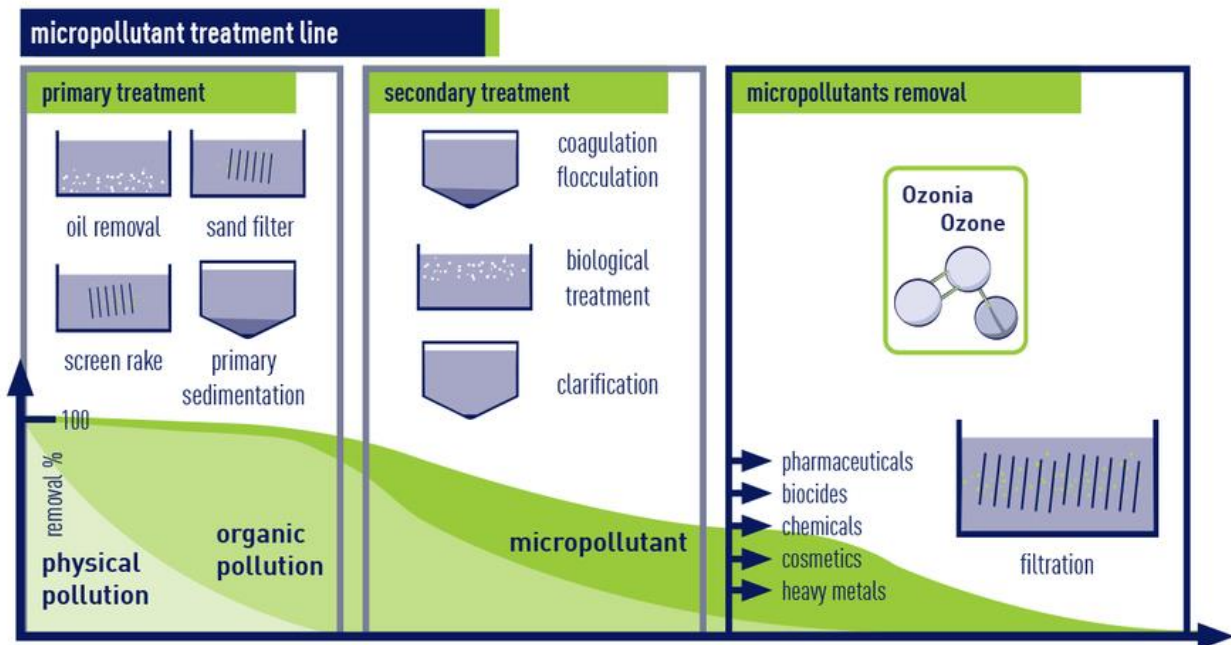 micropollutant treatment line
primary treatment
oil removal
sand filter
screen rake
primary
sedimentation
secondary treatment
coagulation
flocculation
biological
treatment
clarification
micropollutants removal
Ozonia
Ozone
filtration
100
removal %
physical
pollution
organic
pollution
micropollutant
pharmaceuticals
biocides
chemicals
cosmetics
heavy metals